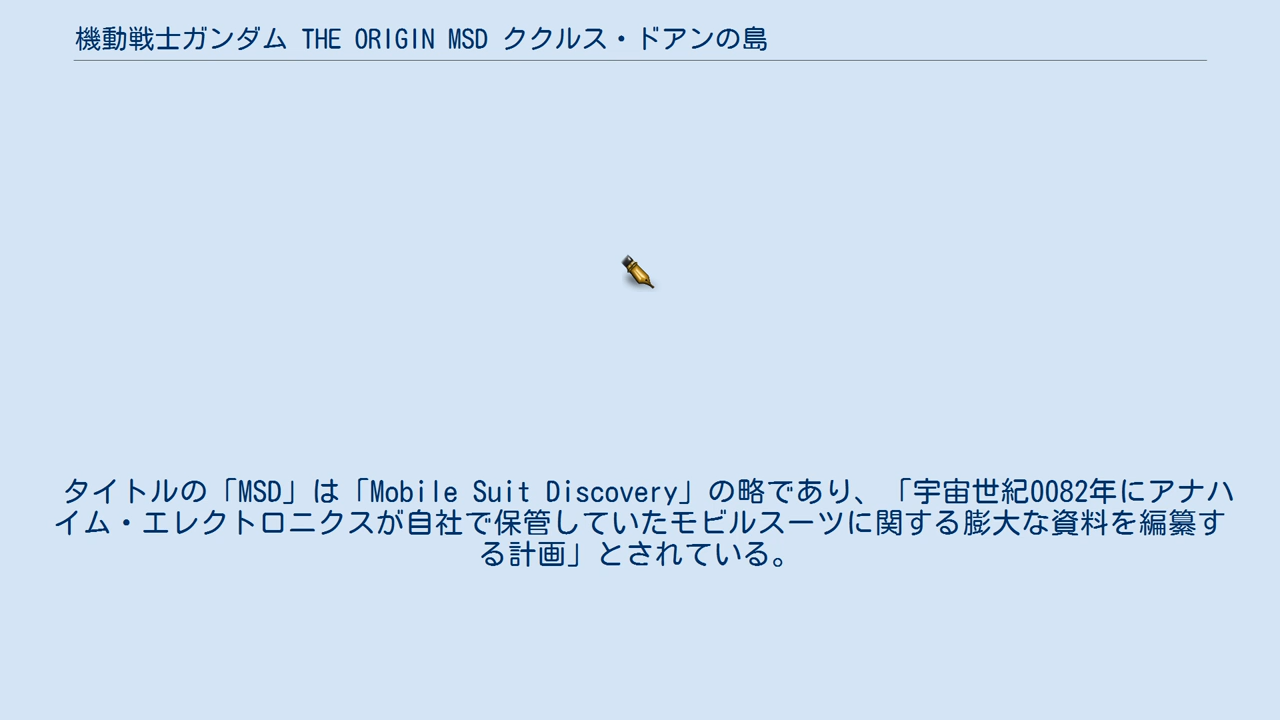 機動戦士ガンダム THE ORIGIN MSD ククルス・ドアンの島
タイトルの「MSD」は「Mobile Suit Discovery」の略であり、「宇宙世紀0082年にアナハ
イム・エレクトロニクスが自社で保管していたモビルスーツに関する膨大な資料を編纂す
る計画」とされている。